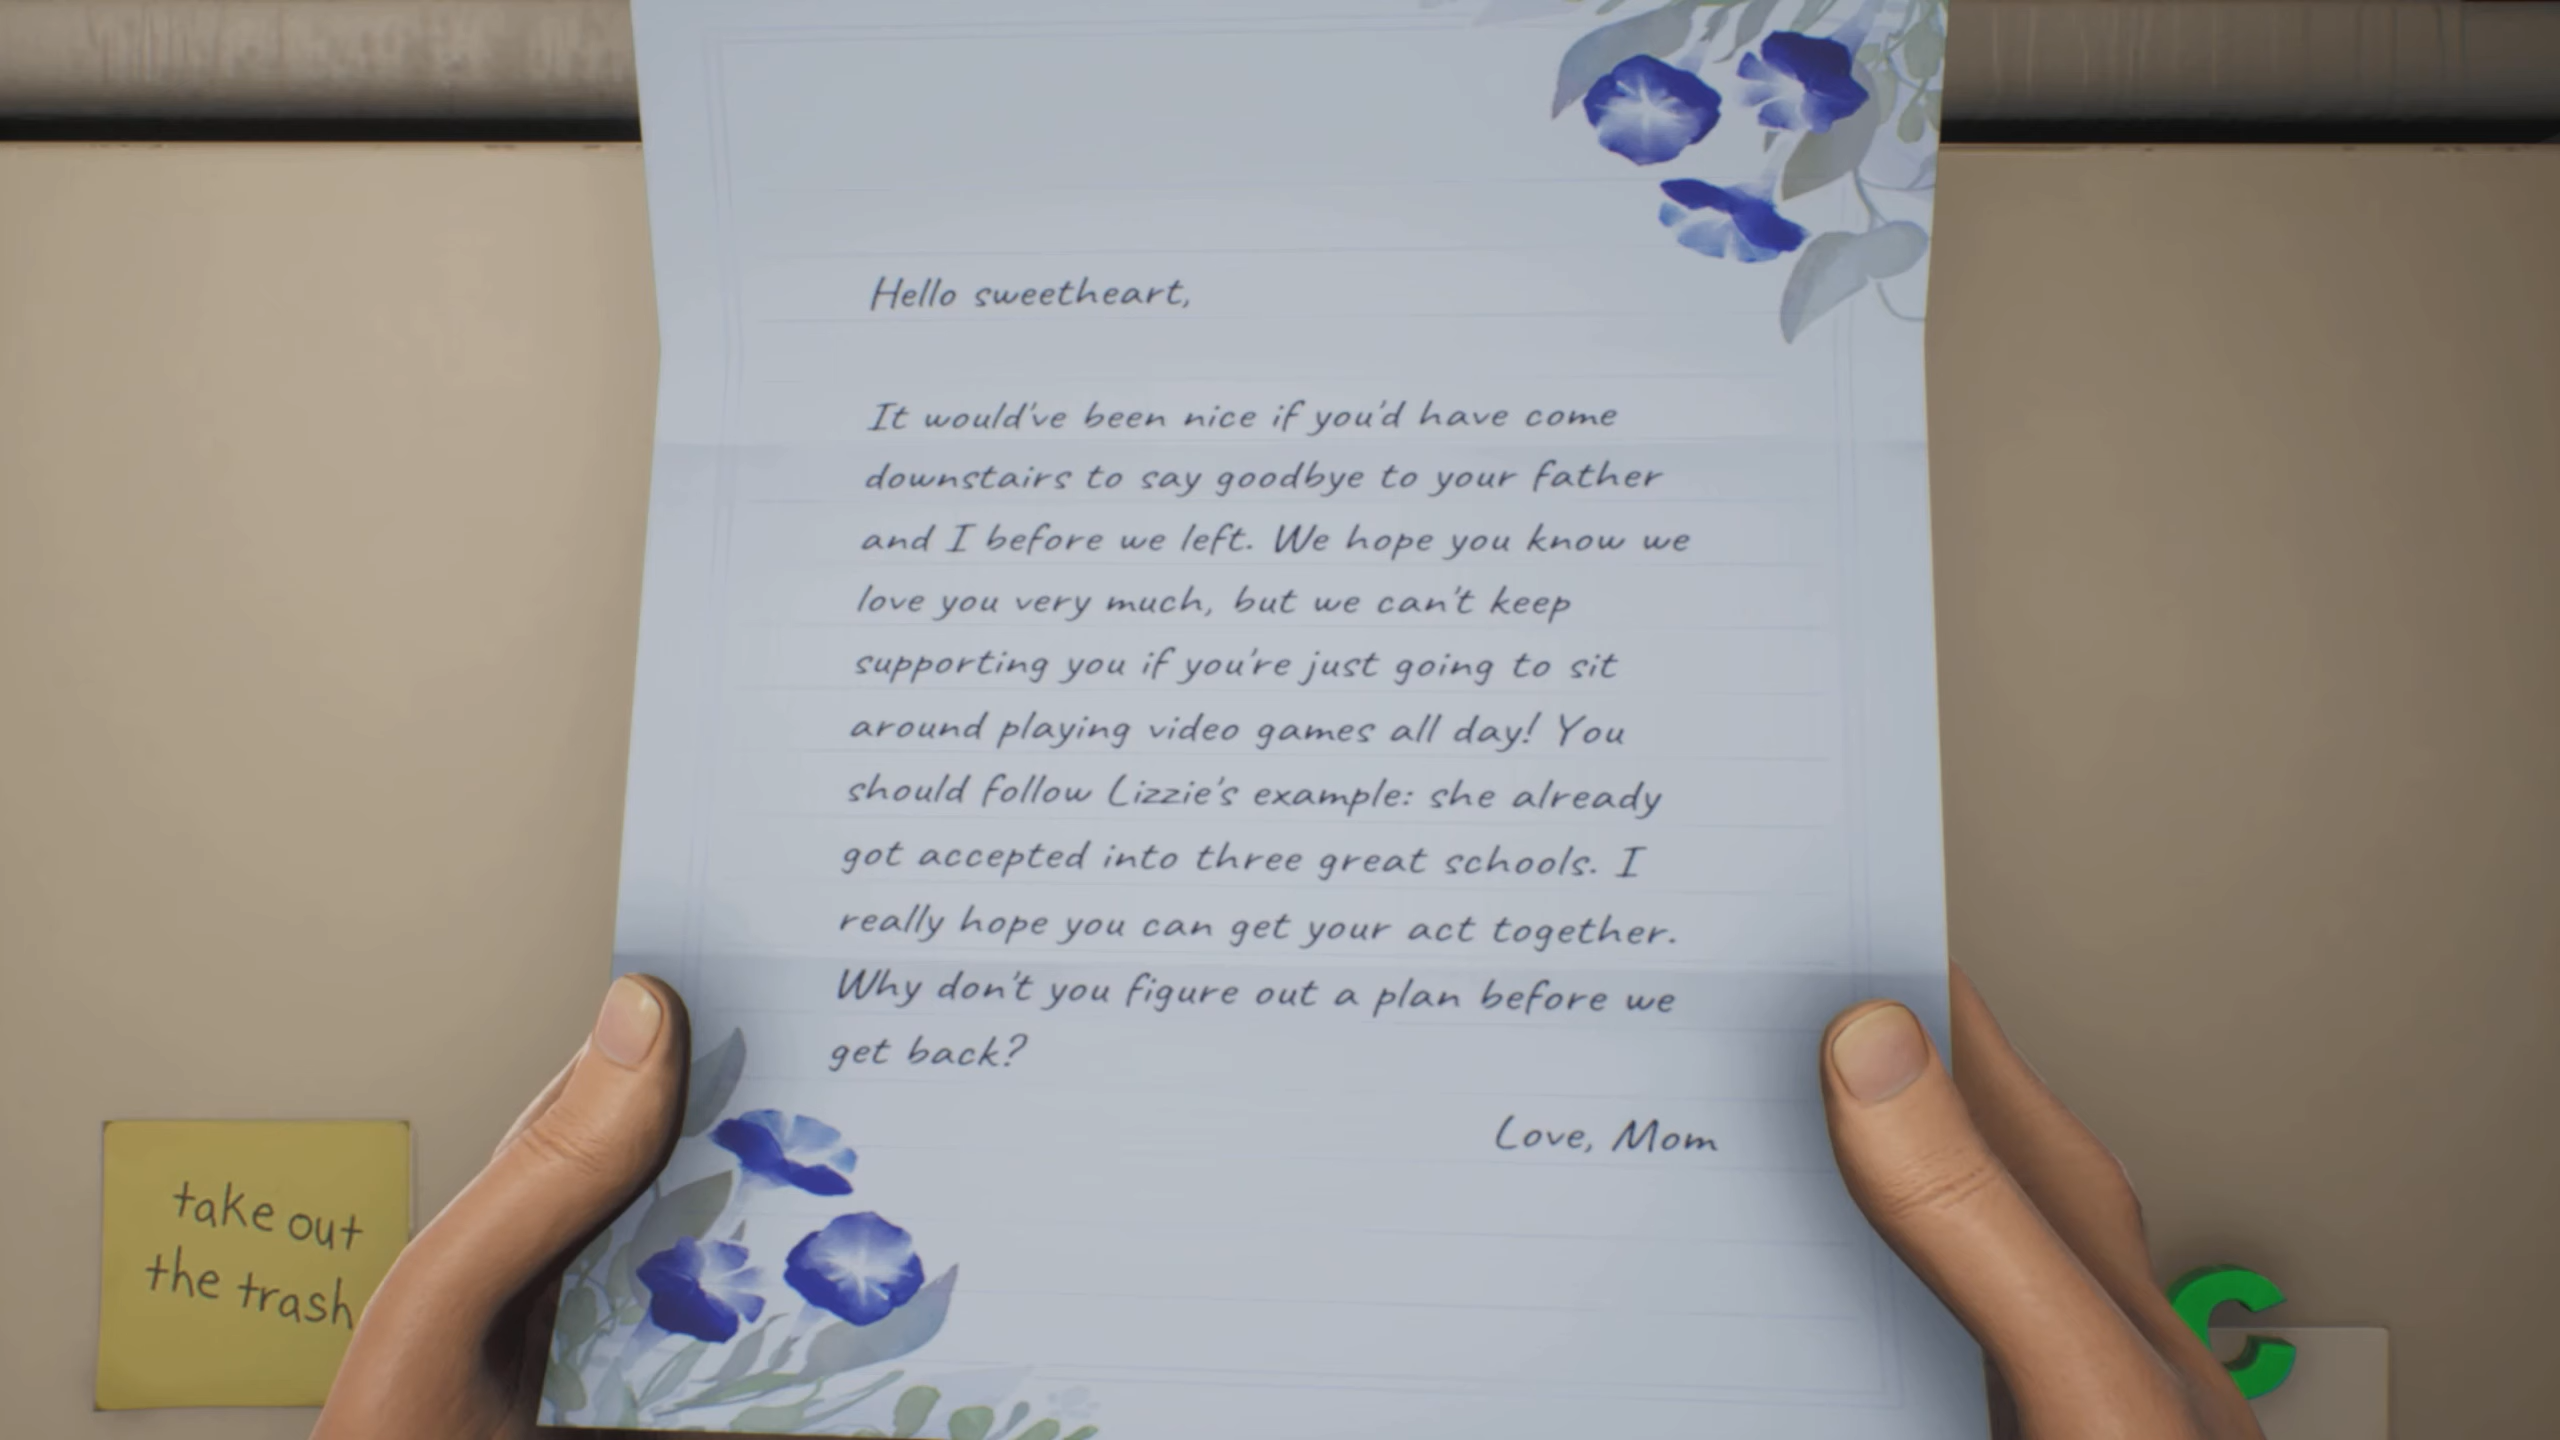 Hello sweetheart,
It would've been nice if you'd have come
downstairs to say goodbye to your father
and I before we left. We hope you know we
love you very much, but we can't keep
supporting you if you're just going to sit
around playing video games all day! You
should follow Lizzie's example: she already
got accepted into three great schools. I
really hope you can get your act together.
Why don't you figure out a plan before we
get back?
Love, Mom
take out
the trash
C